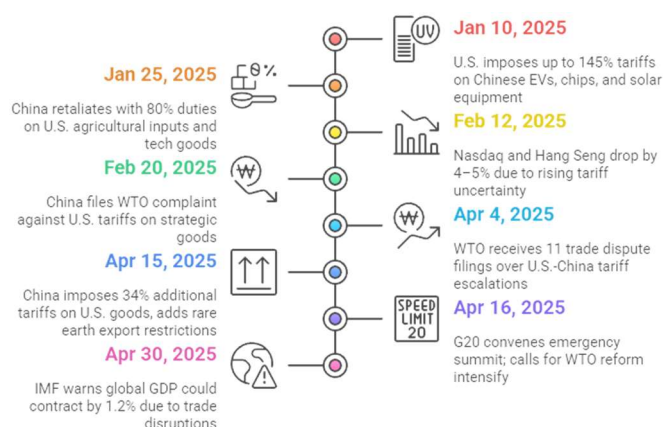 Jan 10, 2025
U.S. imposes up to 145% tariffs
on Chinese EVs, chips, and solar
equipment
UV
Jan 25, 2025
China retaliates with 80% duties
on U.S. agricultural inputs and
tech goods
0%
Feb 12, 2025
Nasdaq and Hang Seng drop by
4–5% due to rising tariff
uncertainty
Feb 20, 2025
China files WTO complaint
against U.S. tariffs on strategic
goods
₩
Apr 4, 2025
WTO receives 11 trade dispute
filings over U.S.-China tariff
escalations
₩
Apr 15, 2025
China imposes 34% additional
tariffs on U.S. goods, adds rare
earth export restrictions
Apr 16, 2025
G20 convenes emergency
summit; calls for WTO reform
intensify
SPEED
LIMIT
20
Apr 30, 2025
IMF warns global GDP could
contract by 1.2% due to trade
disruptions